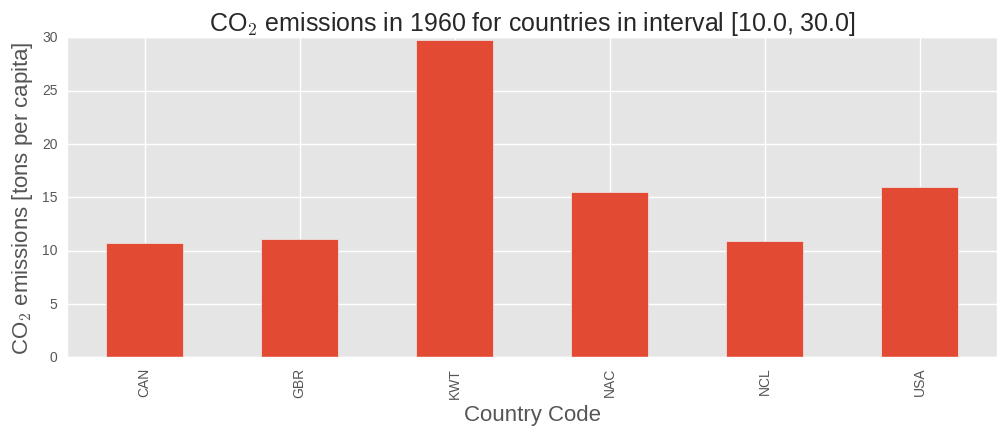 CO₂ emissions in 1960 for countries in interval [10.0, 30.0]
CO₂ emissions [tons per capita]
30
25
20
15
10
5
0
CAN
GBR
KWT
NAC
NCL
USA
Country Code